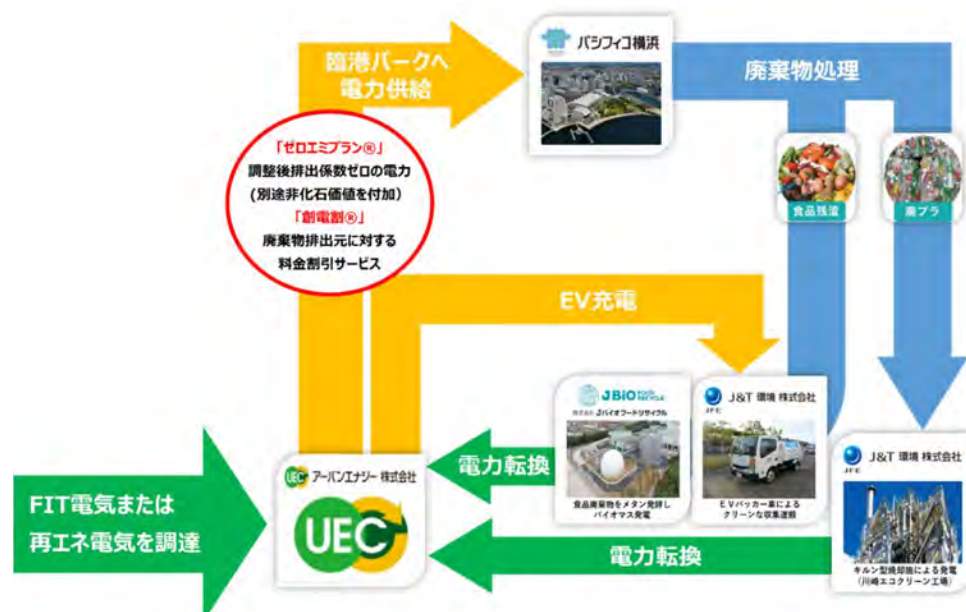 パシフィコ横浜
臨港パークへ
電力供給
廃棄物処理
「ゼロエミプラン®」
調整後排出係数ゼロの電力
(別途非化石価値を付加)
「創電割®」
廃棄物排出元に対する
料金割引サービス
食品残渣
廃プラ
EV充電
JBiO FOOD RECYCLE
株式会社 Jバイオフードリサイクル
食品廃棄物をメタン発酵し
バイオマス発電
JFE
J&T 環境 株式会社
EVパッカー車による
クリーンな収集運搬
JFE
J&T 環境 株式会社
キルン型焼却施による発電
(川崎エコクリーン工場)
電力転換
電力転換
UEC アーバンエナジー 株式会社
UEC
FIT電気または
再エネ電気を調達